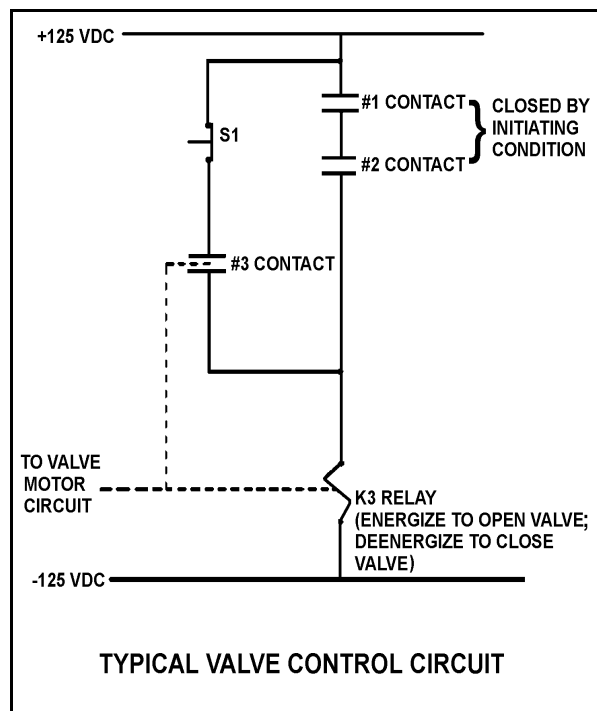 +125 VDC
#1 CONTACT
CLOSED BY
INITIATING
CONDITION
S1
#2 CONTACT
#3 CONTACT
TO VALVE
MOTOR
CIRCUIT
K3 RELAY
(ENERGIZE TO OPEN VALVE;
DEENERGIZE TO CLOSE
VALVE)
-125 VDC
TYPICAL VALVE CONTROL CIRCUIT